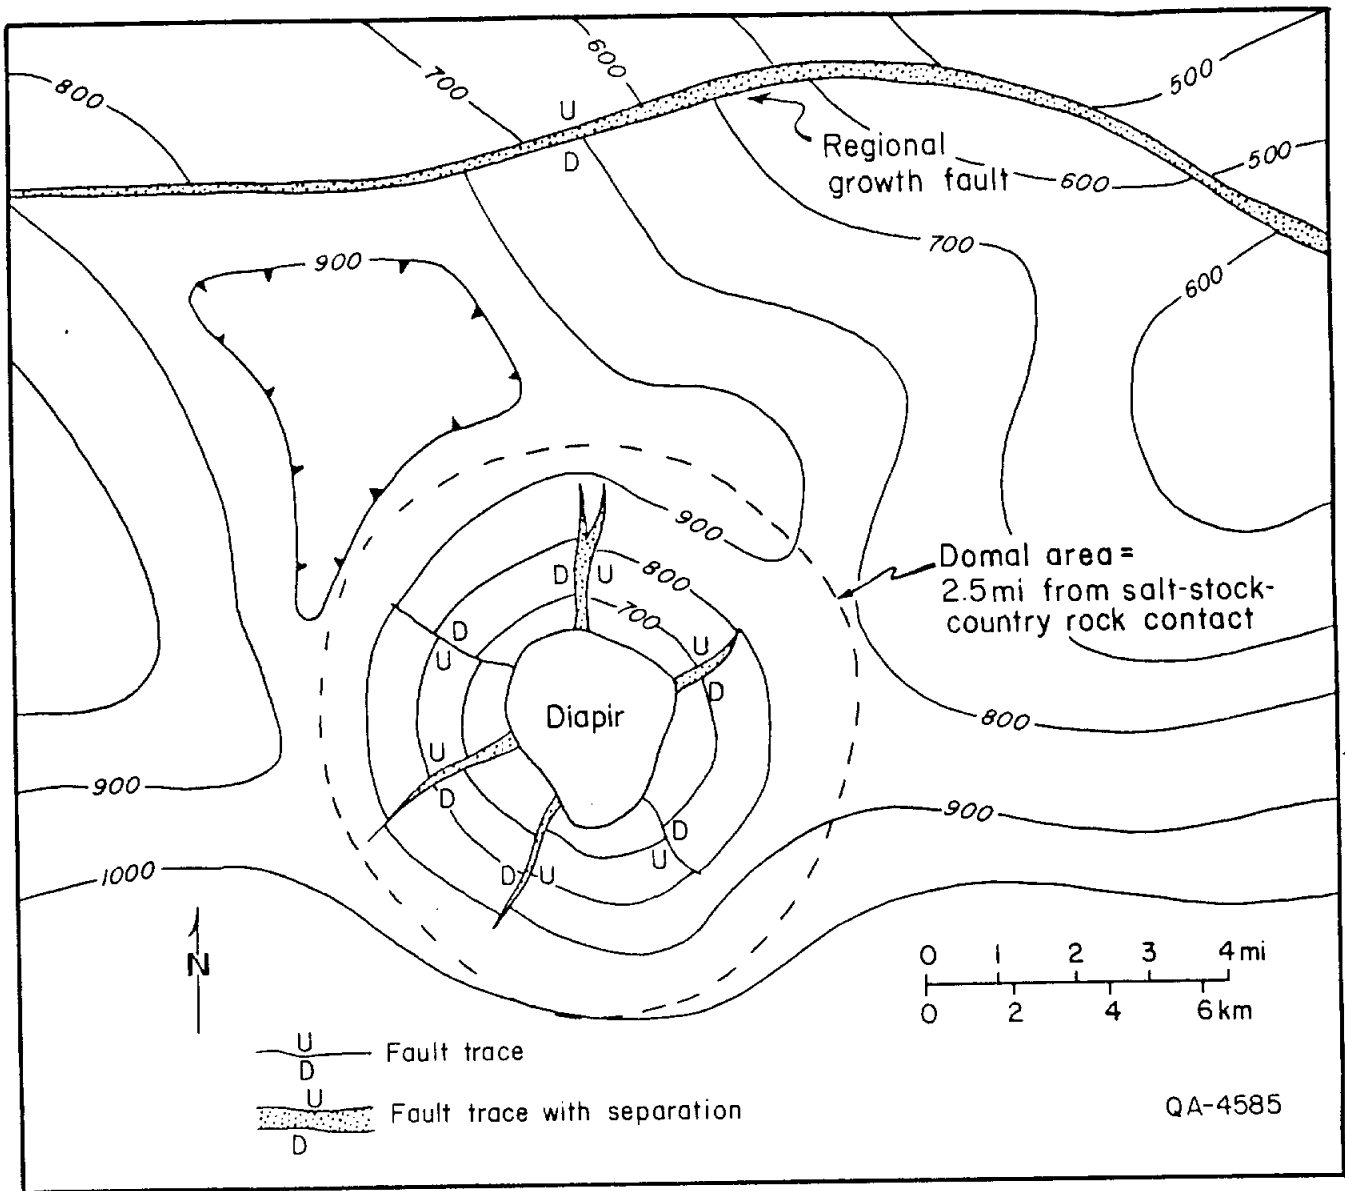 600
500
800
700
U
D
Regional
growth fault
500
600
700
900
600
900
Domal area =
2.5 mi from salt-stock-
country rock contact
D U
800
700
D
U
U
D
Diapir
800
U
D
900
900
D
U
D U
1000
N
0 1 2 3 4 mi
0 2 4 6 km
U
D
Fault trace
U
D
Fault trace with separation
QA-4585